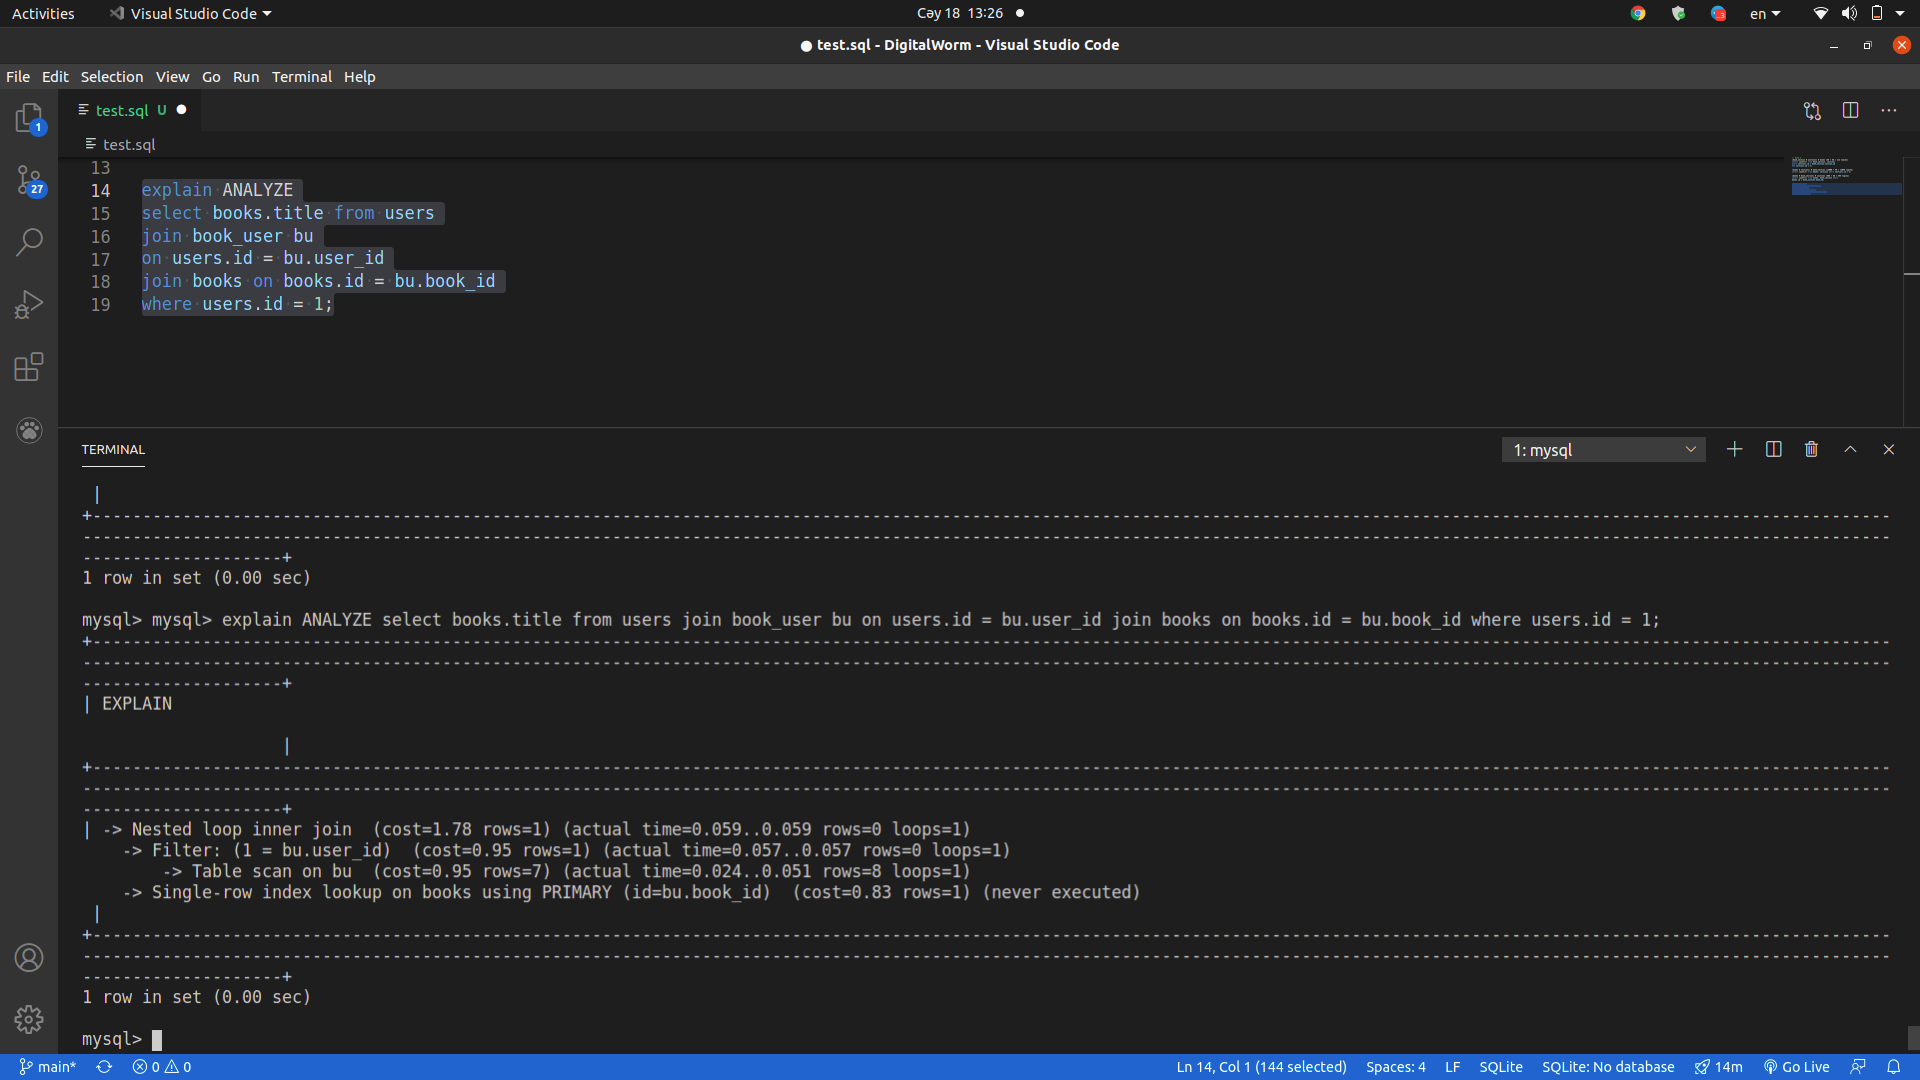 Activities Visual Studio Code Cəy 18 13:26 en
● test.sql - DigitalWorm - Visual Studio Code
File Edit Selection View Go Run Terminal Help
1
27
test.sql U
test.sql
13
14 explain ANALYZE
15 select books.title from users
16 join book_user bu
17 on users.id = bu.user_id
18 join books on books.id = bu.book_id
19 where users.id = 1;
TERMINAL
1: mysql
|
+------------------------------------------------------------------------------------------------------------------------------------------------------------------------------------
-------------------------------------------------------------------------------------------------------------------------------------------------------------------------------------
--------------------+
1 row in set (0.00 sec)
mysql> mysql> explain ANALYZE select books.title from users join book_user bu on users.id = bu.user_id join books on books.id = bu.book_id where users.id = 1;
+------------------------------------------------------------------------------------------------------------------------------------------------------------------------------------
-------------------------------------------------------------------------------------------------------------------------------------------------------------------------------------
--------------------+
| EXPLAIN
|
+------------------------------------------------------------------------------------------------------------------------------------------------------------------------------------
-------------------------------------------------------------------------------------------------------------------------------------------------------------------------------------
--------------------+
| -> Nested loop inner join  (cost=1.78 rows=1) (actual time=0.059..0.059 rows=0 loops=1)
    -> Filter: (1 = bu.user_id)  (cost=0.95 rows=1) (actual time=0.057..0.057 rows=0 loops=1)
        -> Table scan on bu  (cost=0.95 rows=7) (actual time=0.024..0.051 rows=8 loops=1)
    -> Single-row index lookup on books using PRIMARY (id=bu.book_id)  (cost=0.83 rows=1) (never executed)
|
+------------------------------------------------------------------------------------------------------------------------------------------------------------------------------------
-------------------------------------------------------------------------------------------------------------------------------------------------------------------------------------
--------------------+
1 row in set (0.00 sec)
mysql>
main* 0 0 Ln 14, Col 1 (144 selected) Spaces: 4 LF SQLite SQLite: No database 14m Go Live